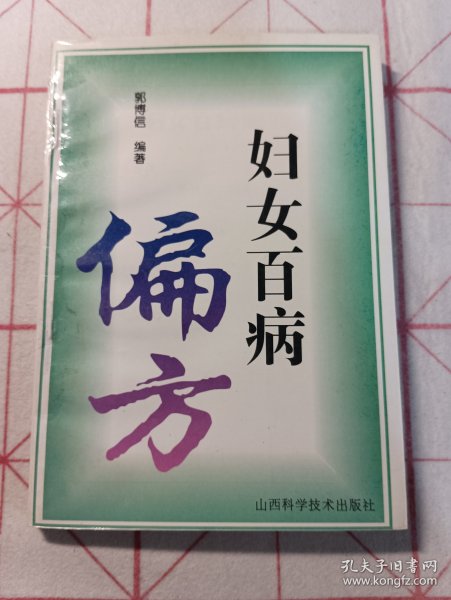 妇女百病
偏方
郭博信 编著
山西科学技术出版社
孔夫子旧书网
www.kongfz.com